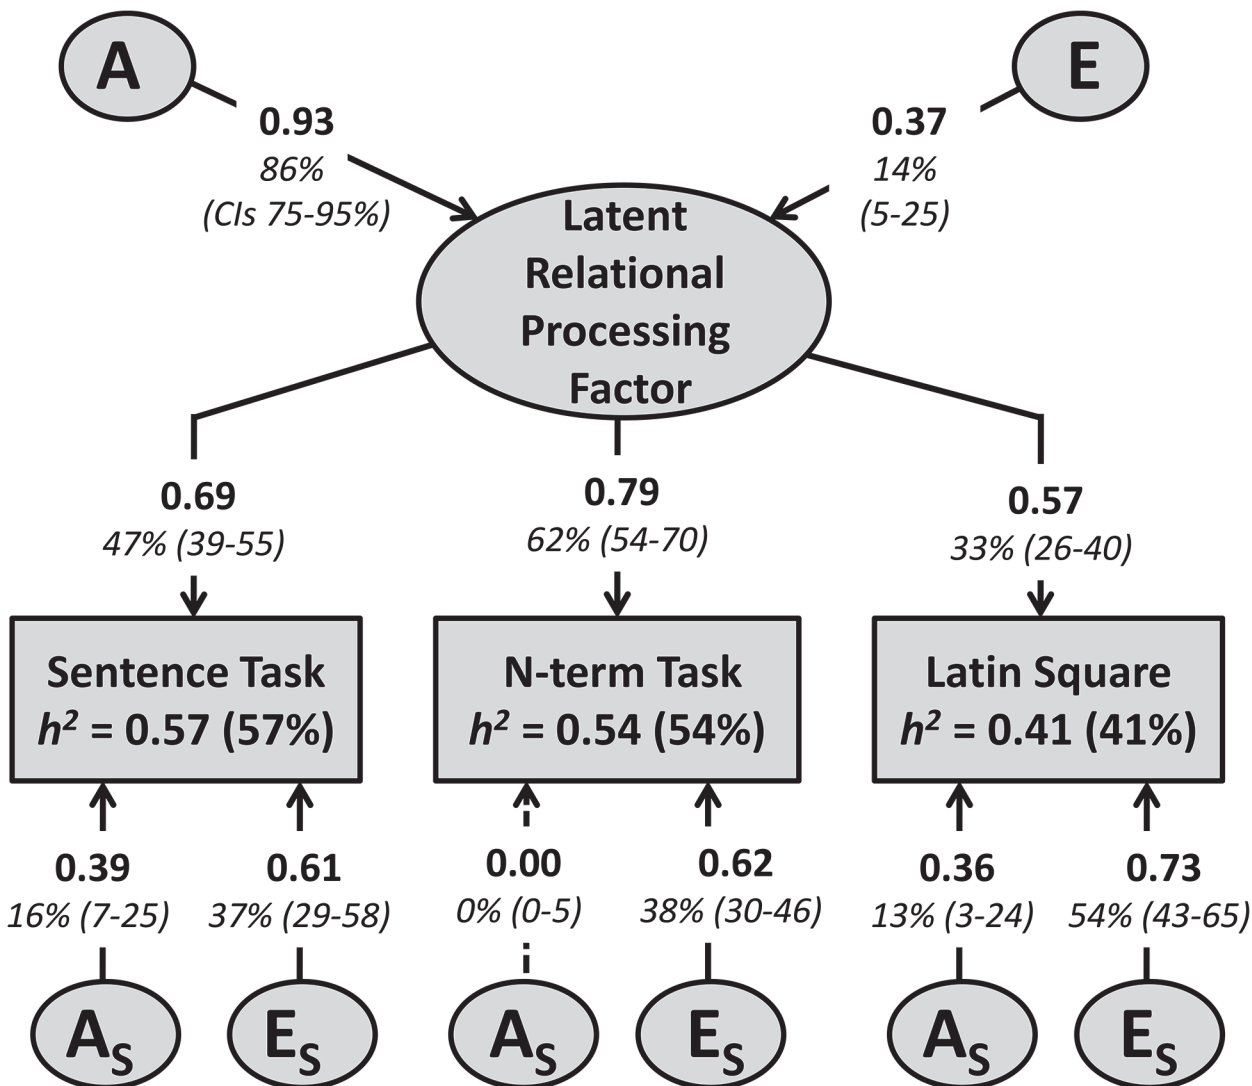 A
E
0.93
86%
(CIs 75-95%)
0.37
14%
(5-25)
Latent
Relational
Processing
Factor
0.69
47% (39-55)
0.79
62% (54-70)
0.57
33% (26-40)
Sentence Task
h² = 0.57 (57%)
N-term Task
h² = 0.54 (54%)
Latin Square
h² = 0.41 (41%)
0.39
16% (7-25)
0.61
37% (29-58)
0.00
0% (0-5)
0.62
38% (30-46)
0.36
13% (3-24)
0.73
54% (43-65)
AS
ES
AS
ES
AS
ES